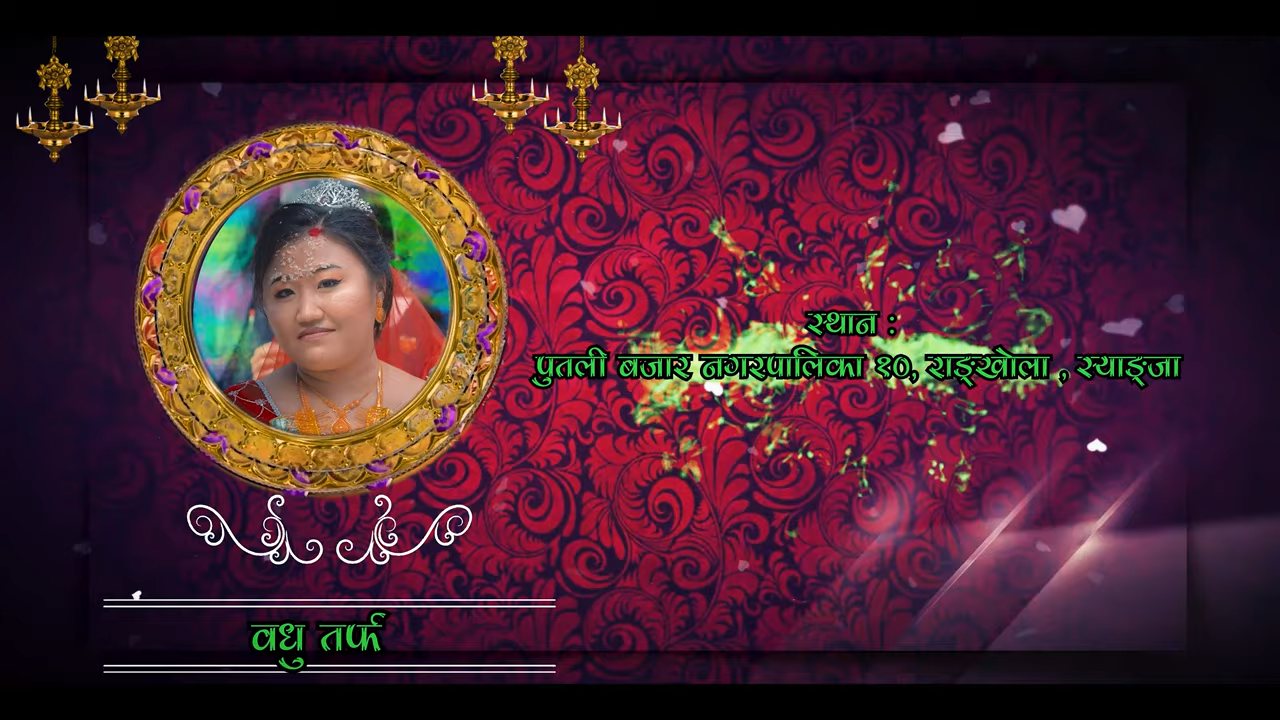 स्थान :
पुतली बजार नगरपालिका १०, राङ्खोला , स्याङ्जा
वधु तर्फ